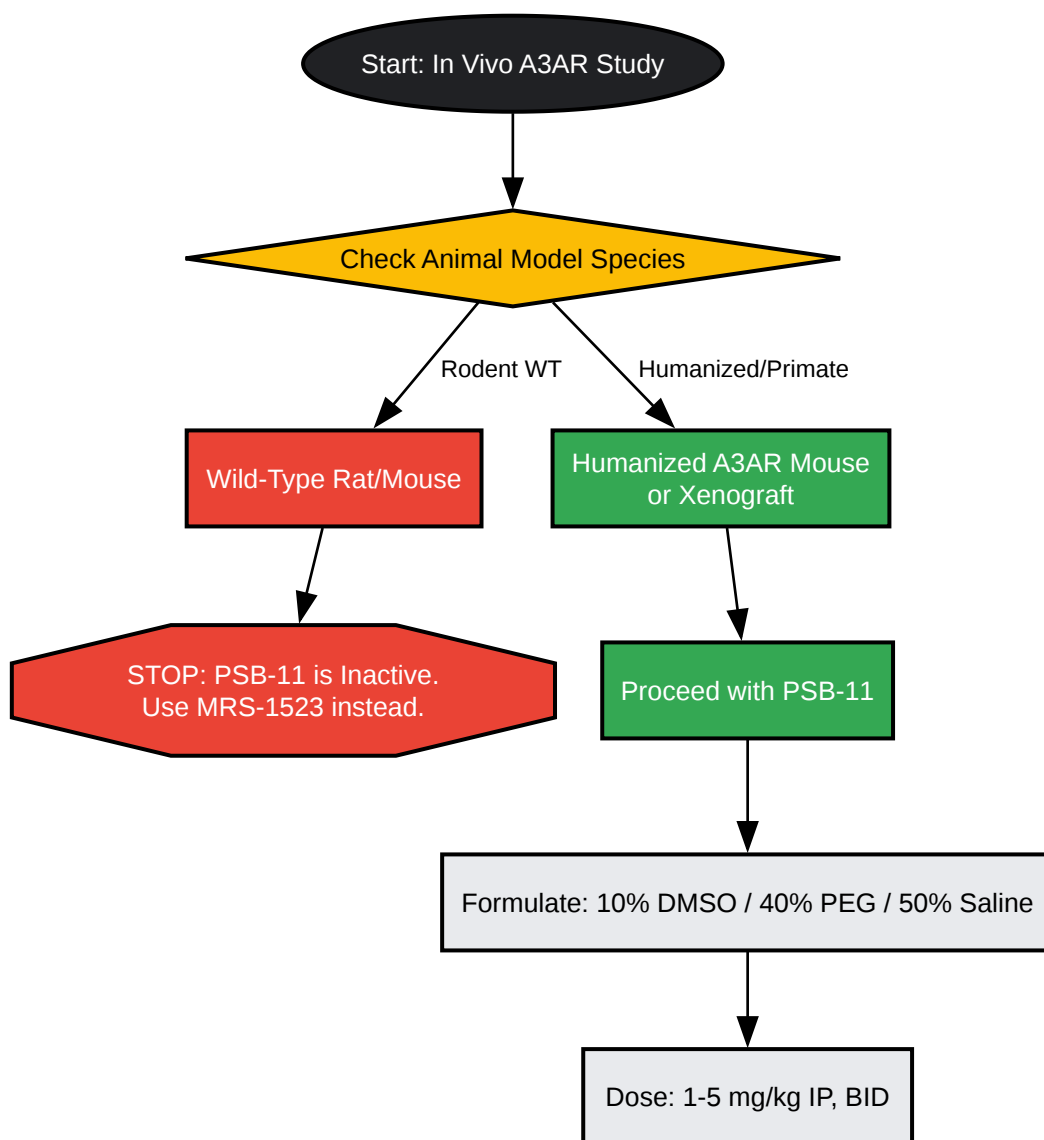 Start: In Vivo A3AR Study
Check Animal Model Species
Rodent WT
Humanized/Primate
Wild-Type Rat/Mouse
Humanized A3AR Mouse
or Xenograft
STOP: PSB-11 is Inactive.
Use MRS-1523 instead.
Proceed with PSB-11
Formulate: 10% DMSO / 40% PEG / 50% Saline
Dose: 1-5 mg/kg IP, BID